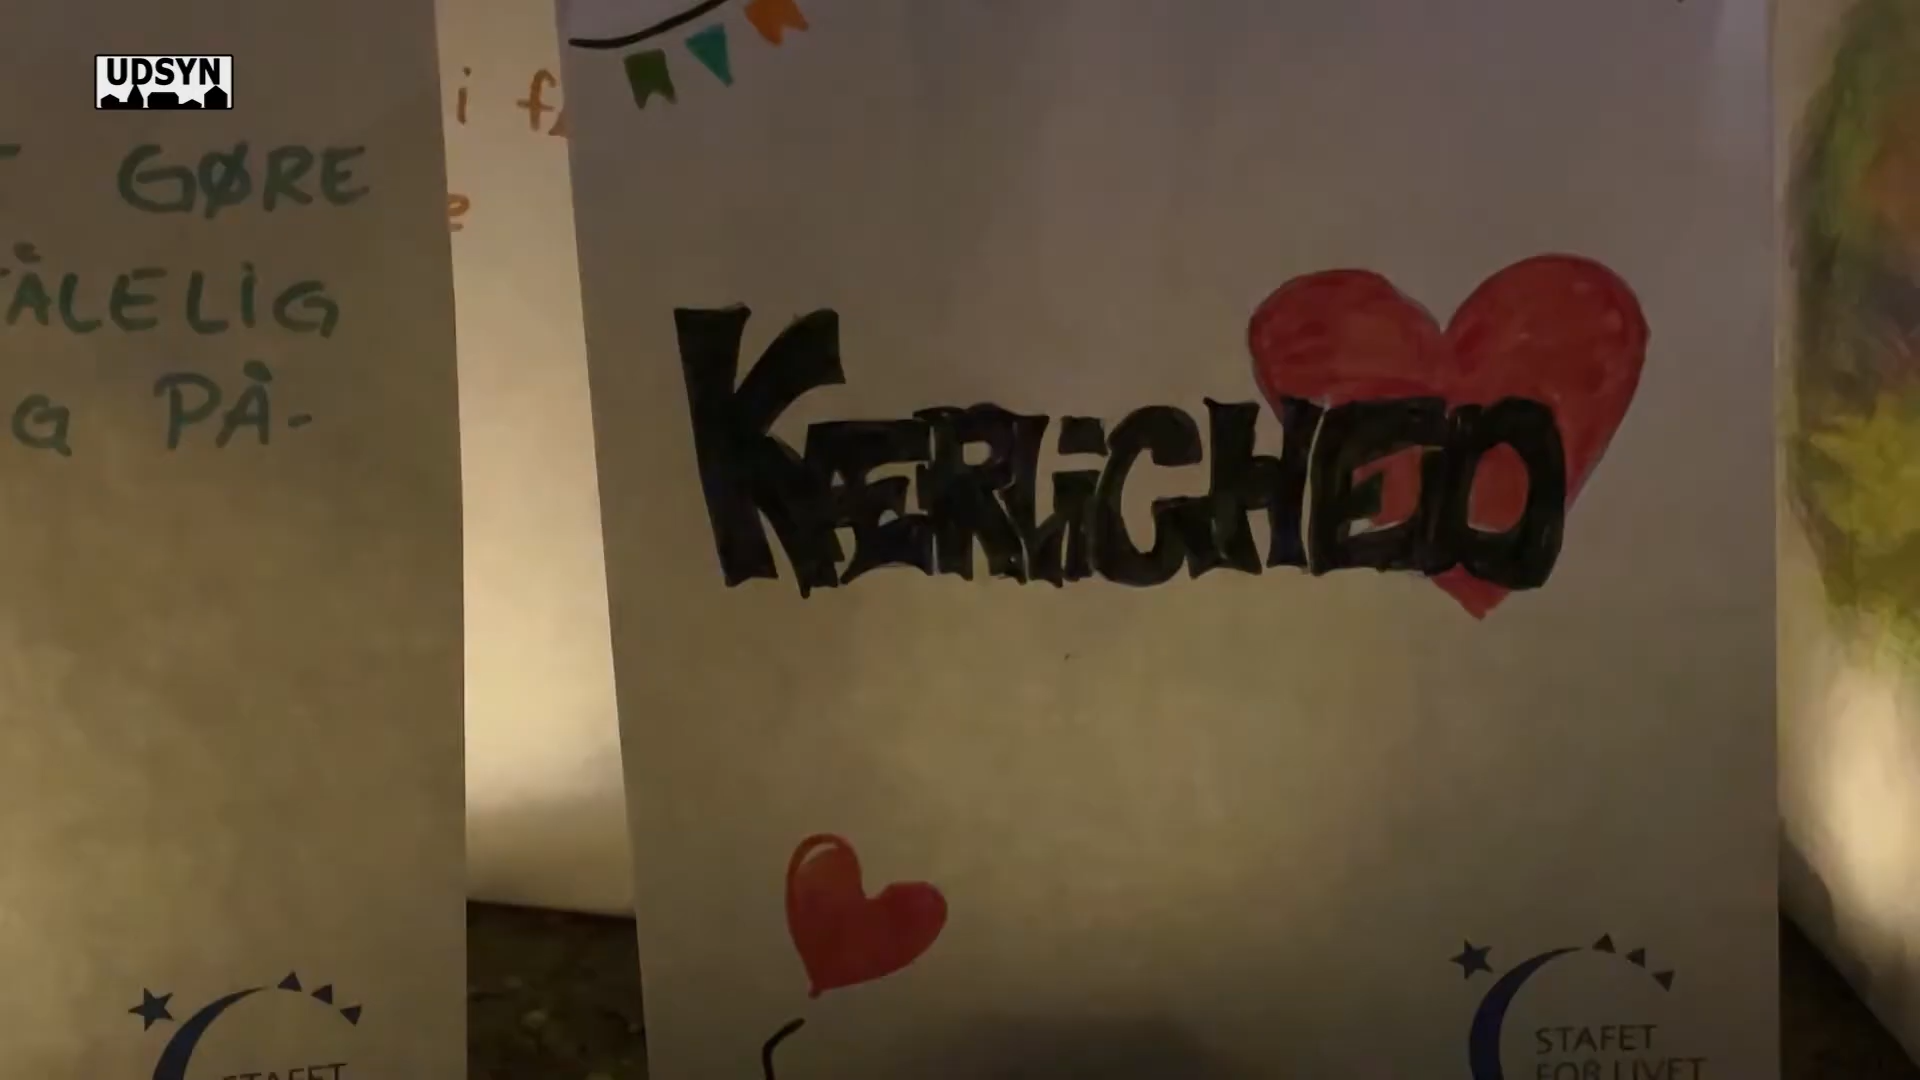 UDSYN
GØRE
ÅLELIG
G PÅ-
i f
e
KÆRLIGHED
STAFET
STAFET
FOR LIVET